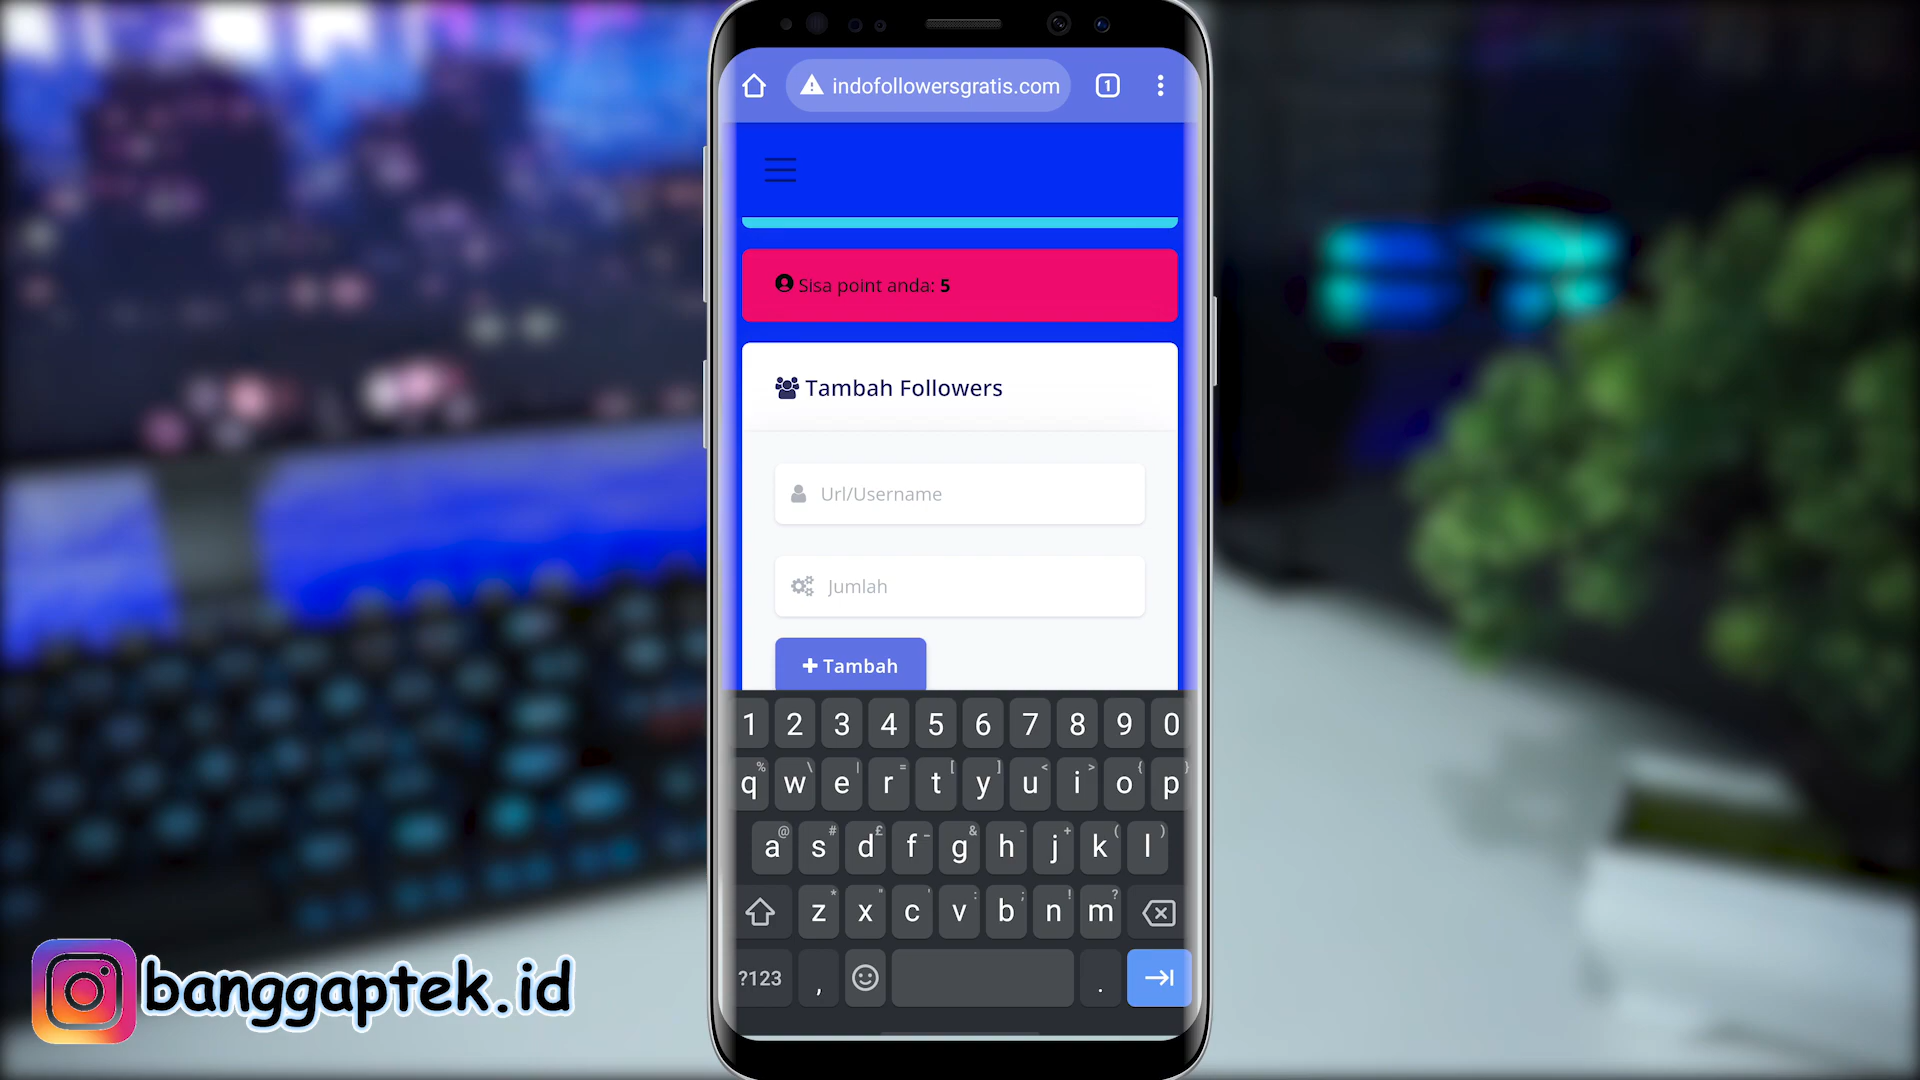 indofollowersgratis.com
1
Sisa point anda: 5
Tambah Followers
Url/Username
Jumlah
+ Tambah
1 2 3 4 5 6 7 8 9 0
% \ | = [ ] < > { }
q w e r t y u i o p
@ # £ _ & - + ( )
a s d f g h j k l
* " ' : ; ! ?
z x c v b n m
?123 , .
banggaptek.id